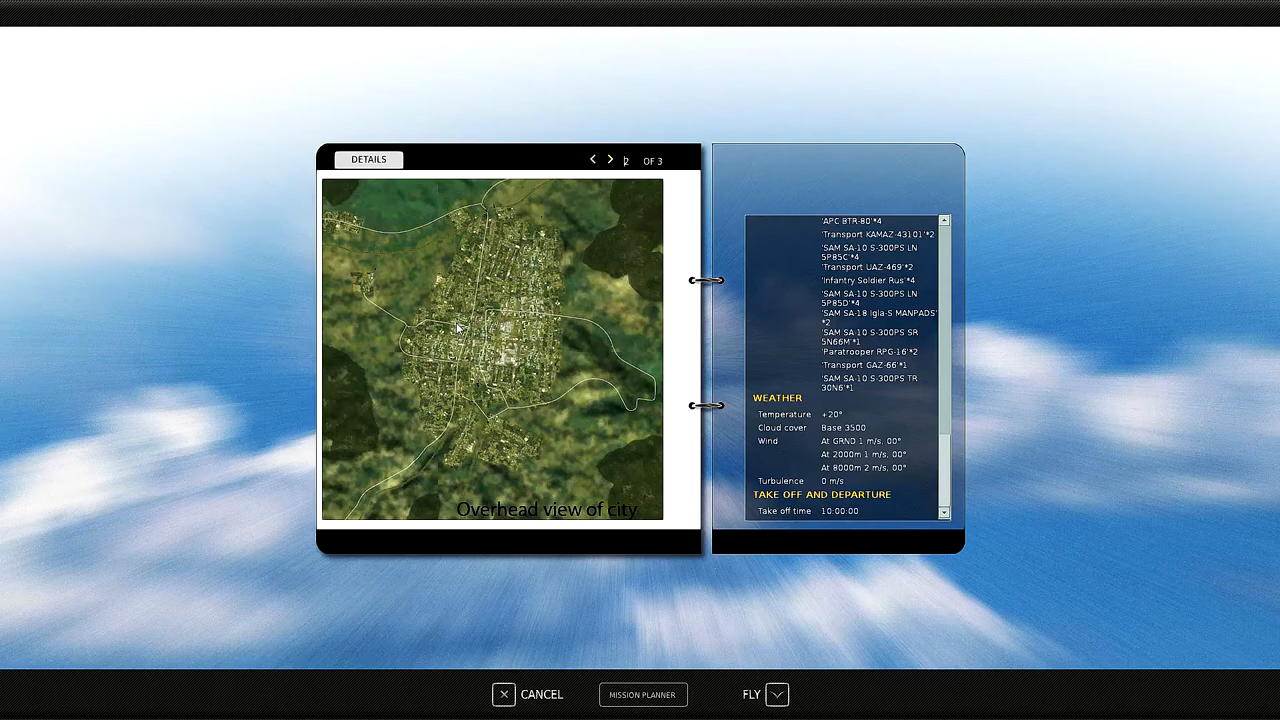 DETAILS
2 OF 3
Overhead view of city
'APC BTR-80'*4
'Transport KAMAZ-43101'*2
'SAM SA-10 S-300PS LN
5P85C'*4
'Transport UAZ-469'*2
'Infantry Soldier Rus'*4
'SAM SA-10 S-300PS LN
5P85D'*4
'SAM SA-18 Igla-S MANPADS'
*2
'SAM SA-10 S-300PS SR
5N66M'*1
'Paratrooper RPG-16'*2
'Transport GAZ-66'*1
'SAM SA-10 S-300PS TR
30N6'*1
WEATHER
Temperature +20°
Cloud cover Base 3500
Wind At GRND 1 m/s, 00°
At 2000m 1 m/s, 00°
At 8000m 2 m/s, 00°
Turbulence 0 m/s
TAKE OFF AND DEPARTURE
Take off time 10:00:00
CANCEL
MISSION PLANNER
FLY